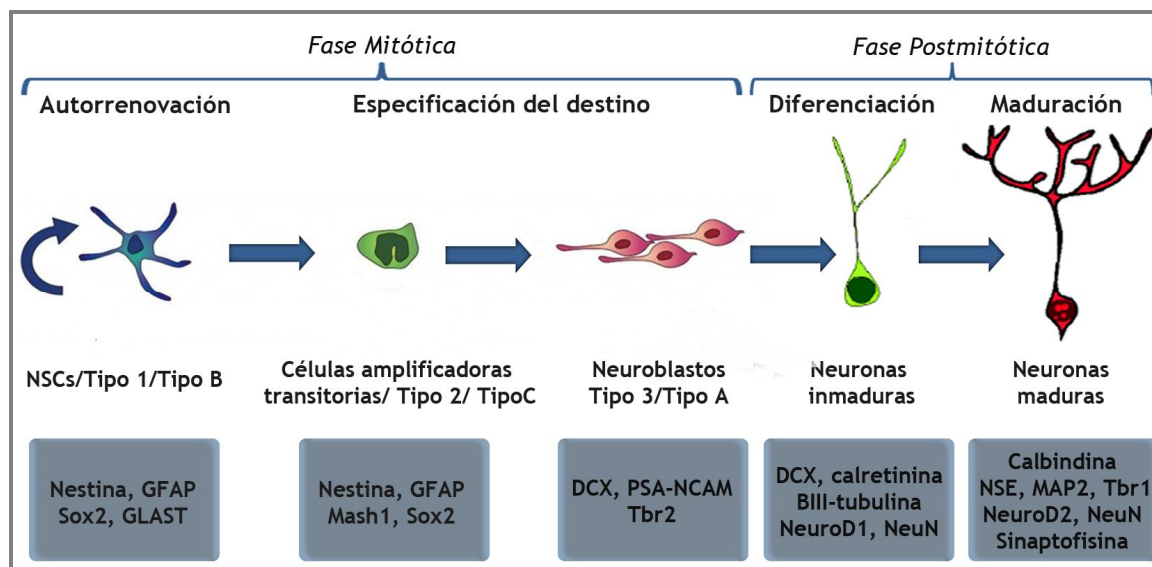 Fase Mitótica
Fase Postmitótica
Autorrenovación
Especificación del destino
Diferenciación
Maduración
NSCs/Tipo 1/Tipo B
Células amplificadoras
transitorias/ Tipo 2/ TipoC
Neuroblastos
Tipo 3/Tipo A
Neuronas
inmaduras
Neuronas
maduras
Nestina, GFAP
Sox2, GLAST
Nestina, GFAP
Mash1, Sox2
DCX, PSA-NCAM
Tbr2
DCX, calretinina
BIII-tubulina
NeuroD1, NeuN
Calbindina
NSE, MAP2, Tbr1
NeuroD2, NeuN
Sinaptofisina